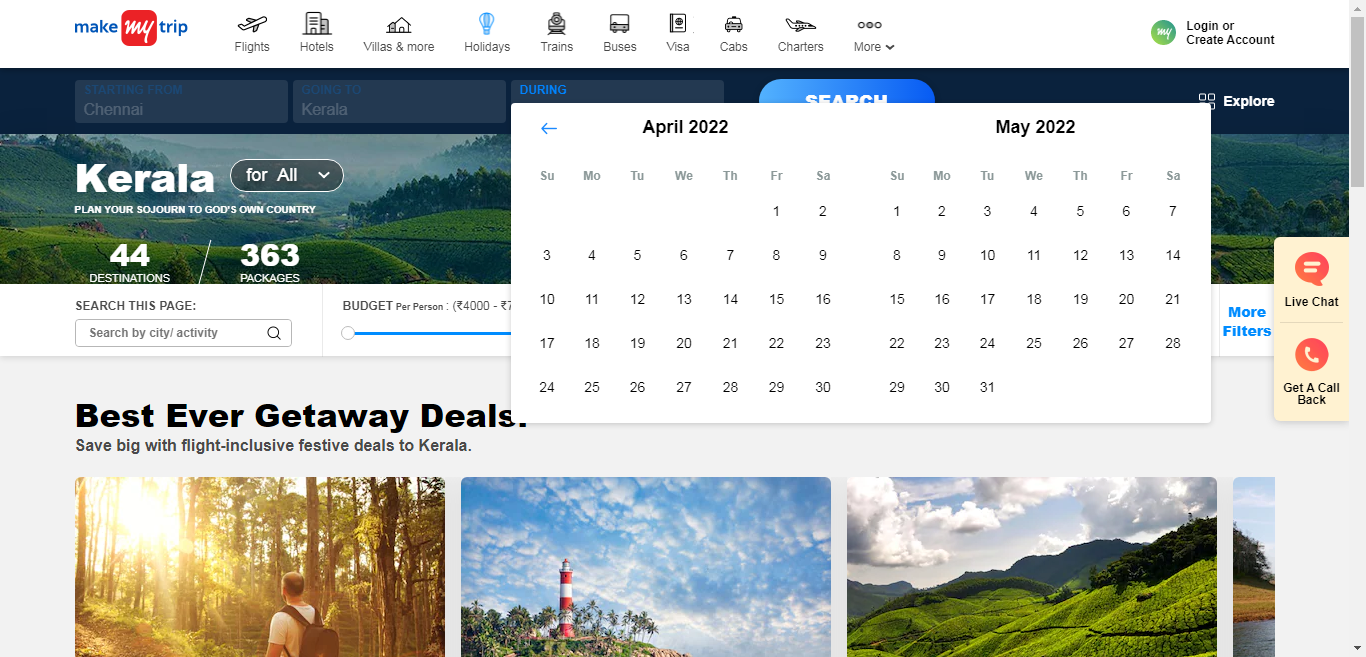 make my trip
Flights
Hotels
Villas & more
Holidays
Trains
Buses
Visa
Cabs
Charters
More
my
Login or
Create Account
STARTING FROM
Chennai
GOING TO
Kerala
DURING
SEARCH
Explore
Kerala
for All
PLAN YOUR SOJOURN TO GOD'S OWN COUNTRY
44
DESTINATIONS
363
PACKAGES
April 2022
Su Mo Tu We Th Fr Sa
1 2
3 4 5 6 7 8 9
10 11 12 13 14 15 16
17 18 19 20 21 22 23
24 25 26 27 28 29 30
May 2022
Su Mo Tu We Th Fr Sa
1 2 3 4 5 6 7
8 9 10 11 12 13 14
15 16 17 18 19 20 21
22 23 24 25 26 27 28
29 30 31
SEARCH THIS PAGE:
Search by city/ activity
BUDGET Per Person : (₹4000 - ₹
More
Filters
Live Chat
Get A Call
Back
Best Ever Getaway Deals!
Save big with flight-inclusive festive deals to Kerala.